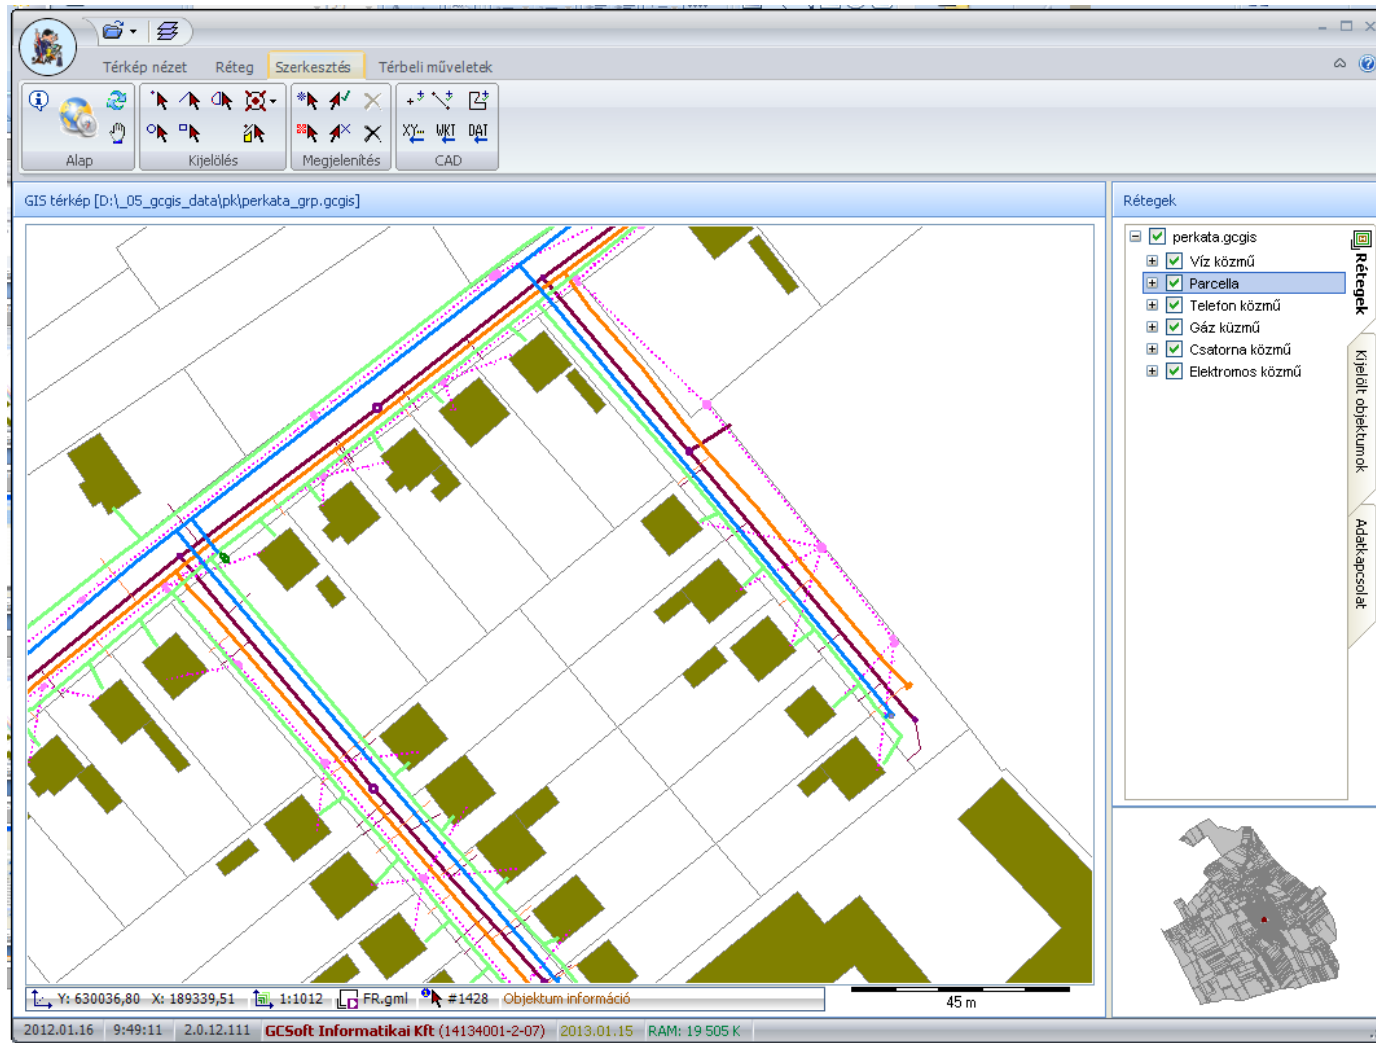 Térkép nézet Réteg Szerkesztés Térbeli műveletek
XY... WKT DAT
Alap Kijelölés Megjelenítés CAD
GIS térkép [D:\_05_gcgis_data\pk\perkata_grp.gcgis]
Rétegek
perkata.gcgis
Víz közmű
Parcella
Telefon közmű
Gáz küzmű
Csatorna közmű
Elektromos közmű
Rétegek
Kijelölt objektumok
Adatkapcsolat
Y: 630036,80 X: 189339,51 1:1012 FR.gml #1428 Objektum információ
45 m
2012.01.16 9:49:11 2.0.12.111 GCSoft Informatikai Kft (14134001-2-07) 2013.01.15 RAM: 19 505 K